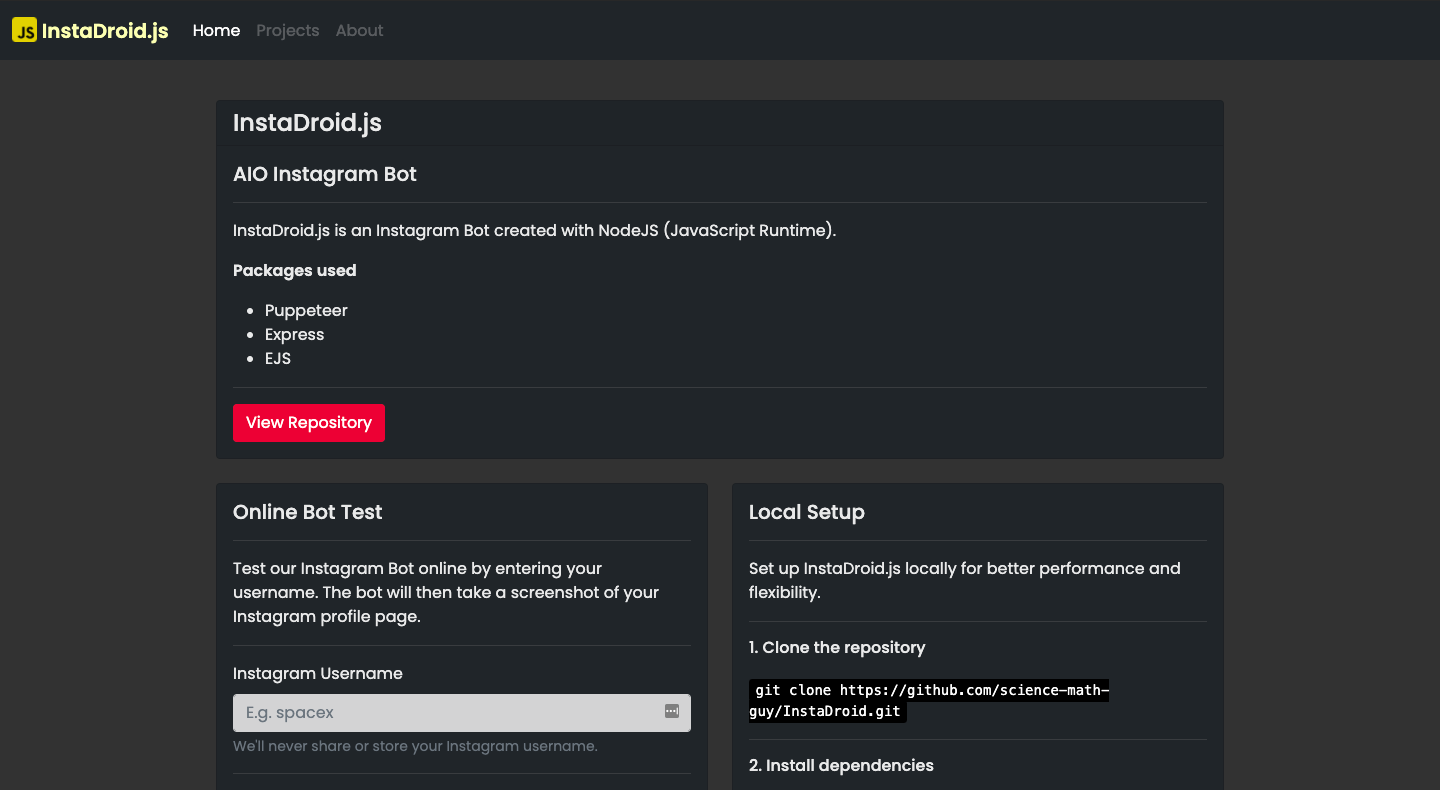 JS InstaDroid.js Home Projects About
InstaDroid.js
AIO Instagram Bot
InstaDroid.js is an Instagram Bot created with NodeJS (JavaScript Runtime).
Packages used
Puppeteer
Express
EJS
View Repository
Online Bot Test
Test our Instagram Bot online by entering your
username. The bot will then take a screenshot of your
Instagram profile page.
Instagram Username
E.g. spacex
We'll never share or store your Instagram username.
Local Setup
Set up InstaDroid.js locally for better performance and
flexibility.
1. Clone the repository
git clone https://github.com/science-math-
guy/InstaDroid.git
2. Install dependencies